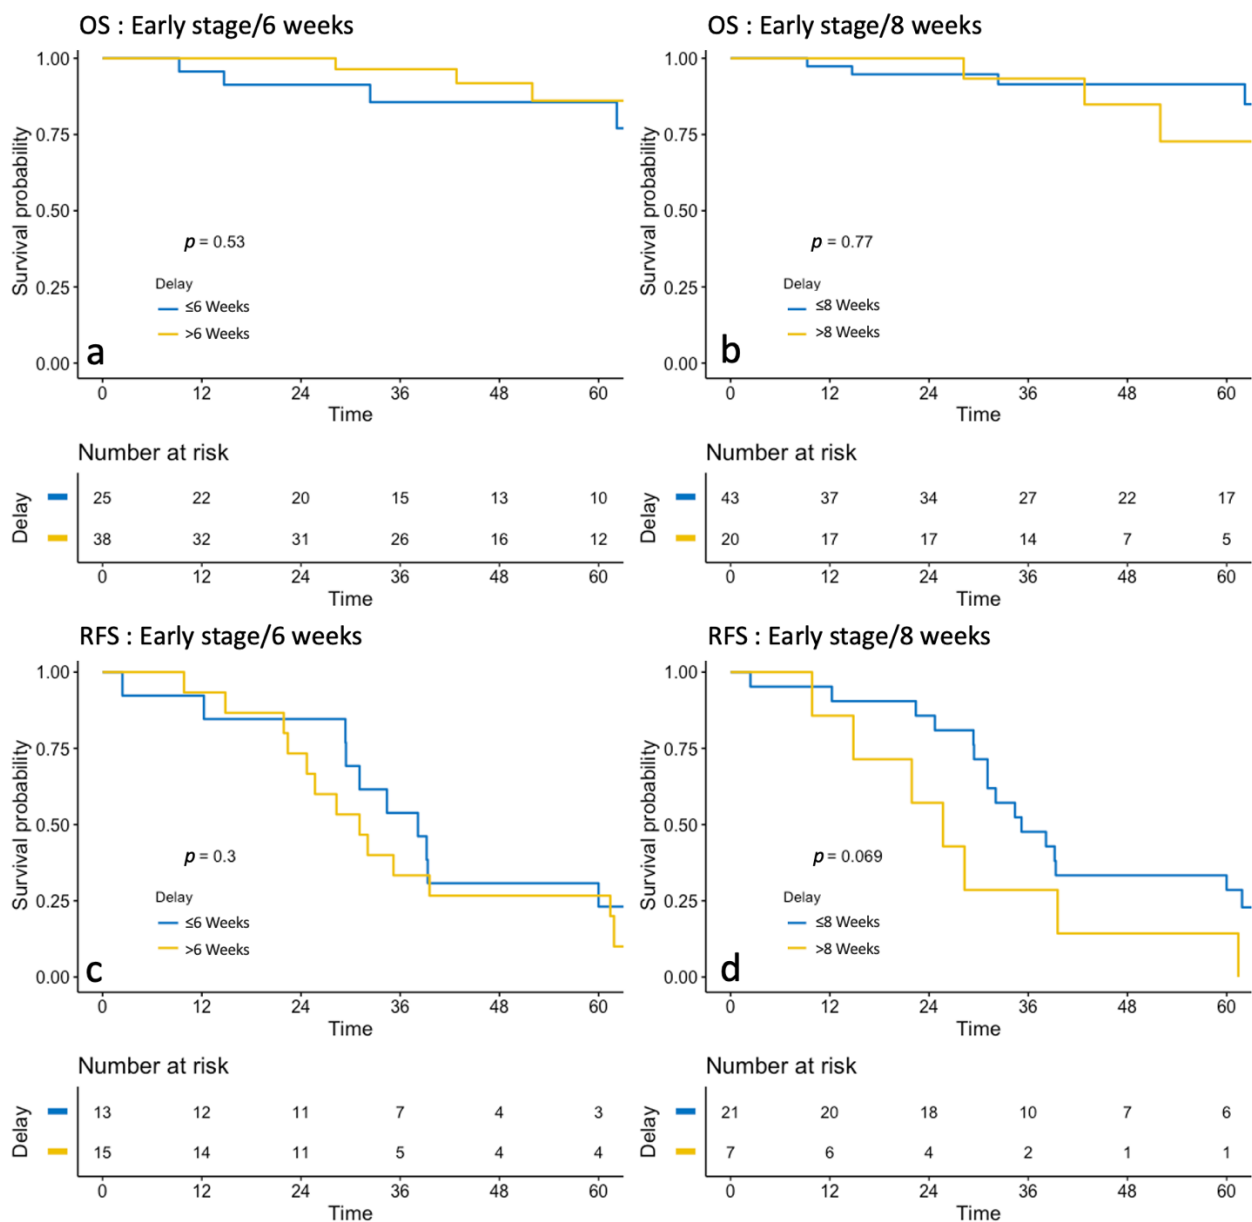 OS : Early stage/6 weeks
Survival probability
1.00
0.75
0.50
0.25
0.00
p = 0.53
Delay
≤6 Weeks
>6 Weeks
a
0 12 24 36 48 60
Time
Number at risk
Delay
25 22 20 15 13 10
38 32 31 26 16 12
0 12 24 36 48 60
Time
OS : Early stage/8 weeks
Survival probability
1.00
0.75
0.50
0.25
0.00
p = 0.77
Delay
≤8 Weeks
>8 Weeks
b
0 12 24 36 48 60
Time
Number at risk
Delay
43 37 34 27 22 17
20 17 17 14 7 5
0 12 24 36 48 60
Time
RFS : Early stage/6 weeks
Survival probability
1.00
0.75
0.50
0.25
0.00
p = 0.3
Delay
≤6 Weeks
>6 Weeks
c
0 12 24 36 48 60
Time
Number at risk
Delay
13 12 11 7 4 3
15 14 11 5 4 4
0 12 24 36 48 60
Time
RFS : Early stage/8 weeks
Survival probability
1.00
0.75
0.50
0.25
0.00
p = 0.069
Delay
≤8 Weeks
>8 Weeks
d
0 12 24 36 48 60
Time
Number at risk
Delay
21 20 18 10 7 6
7 6 4 2 1 1
0 12 24 36 48 60
Time